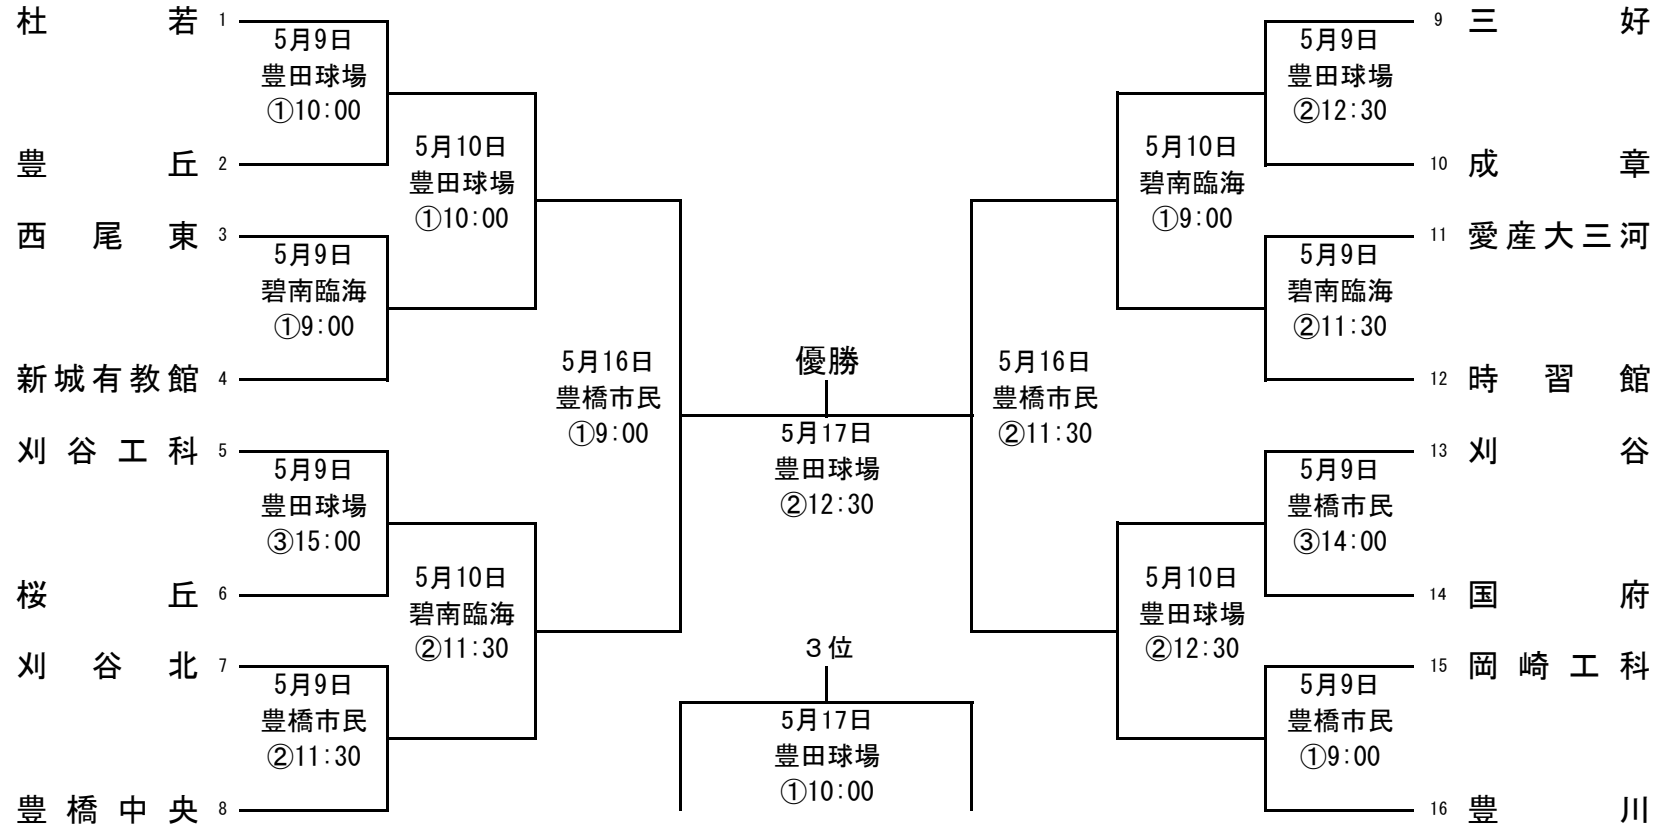 杜若 1
5月9日
豊田球場
①10:00
豊丘 2
5月10日
豊田球場
①10:00
西尾東 3
5月9日
碧南臨海
①9:00
新城有教館 4
5月16日
豊橋市民
①9:00
刈谷工科 5
5月9日
豊田球場
③15:00
桜丘 6
5月10日
碧南臨海
②11:30
刈谷北 7
5月9日
豊橋市民
②11:30
豊橋中央 8
優勝
5月17日
豊田球場
②12:30
3位
5月17日
豊田球場
①10:00
9 三好
5月9日
豊田球場
②12:30
10 成章
5月10日
碧南臨海
①9:00
11 愛産大三河
5月9日
碧南臨海
②11:30
12 時習館
5月16日
豊橋市民
②11:30
13 刈谷
5月9日
豊橋市民
③14:00
14 国府
5月10日
豊田球場
②12:30
15 岡崎工科
5月9日
豊橋市民
①9:00
16 豊川